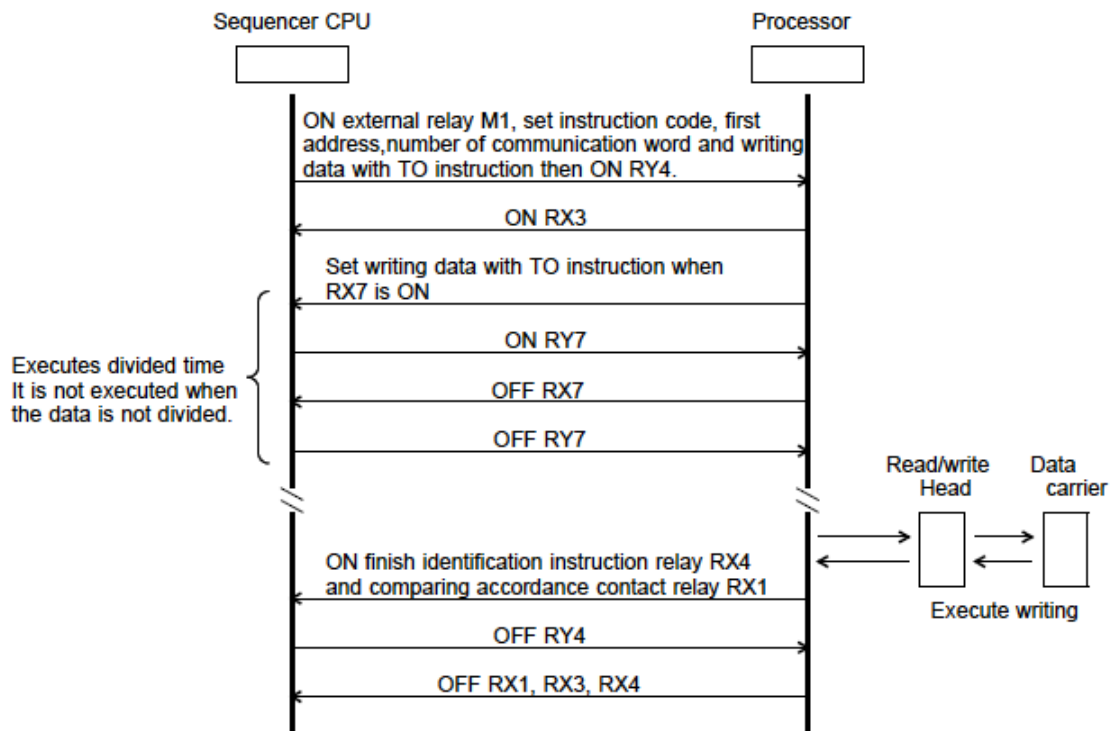 Sequencer CPU
Processor
ON external relay M1, set instruction code, first
address,number of communication word and writing
data with TO instruction then ON RY4.
ON RX3
Set writing data with TO instruction when
RX7 is ON
ON RY7
Executes divided time
It is not executed when
the data is not divided.
OFF RX7
OFF RY7
Read/write
Head
Data
carrier
ON finish identification instruction relay RX4
and comparing accordance contact relay RX1
Execute writing
OFF RY4
OFF RX1, RX3, RX4